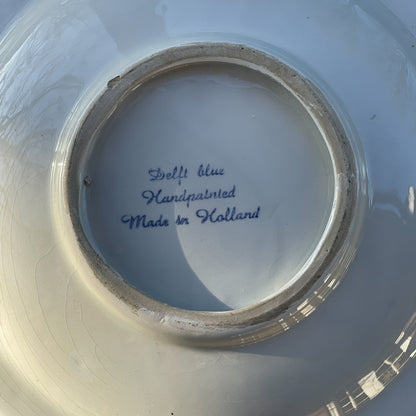 Delft blue
Handpainted
Made in Holland